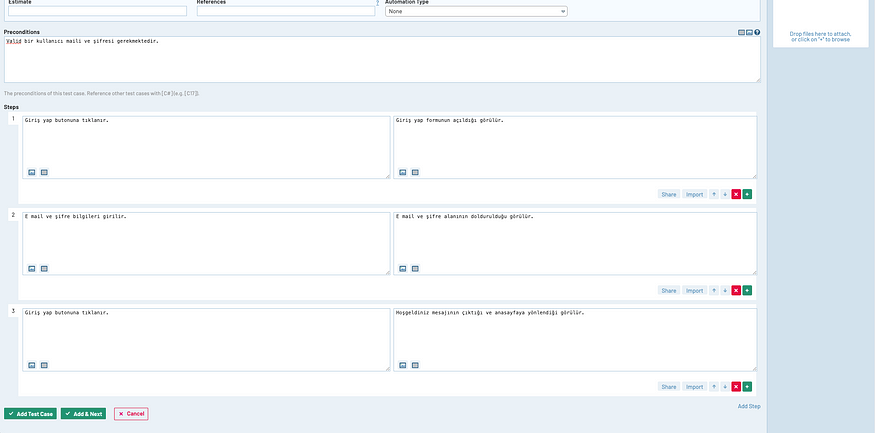 Estimate
References
Automation Type
None
Preconditions
Valid bir kullanıcı maili ve şifresi gerekmektedir.
The preconditions of this test case. Reference other test cases with [C#] (e.g. [C17]).
Steps
1
Giriş yap butonuna tıklanır.
Giriş yap formunun açıldığı görülür.
Share Import
2
E mail ve şifre bilgileri girilir.
E mail ve şifre alanının doldurulduğu görülür.
Share Import
3
Giriş yap butonuna tıklanır.
Hoşgeldiniz mesajının çıktığı ve anasayfaya yönlendiği görülür.
Share Import
Add Step
Add Test Case
Add & Next
Cancel
Drop files here to attach,
or click on "+" to browse